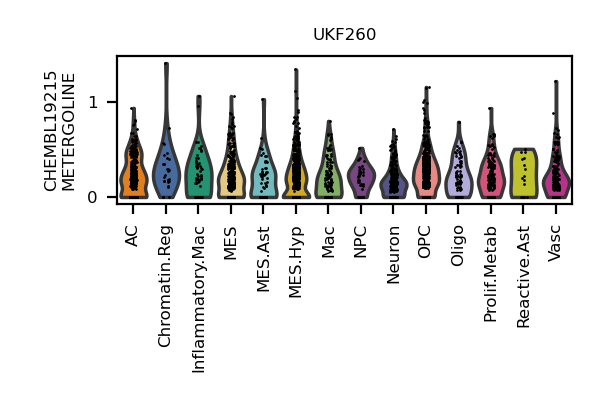 UKF260
CHEMBL19215
METERGOLINE
1
0
AC
Chromatin.Reg
Inflammatory.Mac
MES
MES.Ast
MES.Hyp
Mac
NPC
Neuron
OPC
Oligo
Prolif.Metab
Reactive.Ast
Vasc